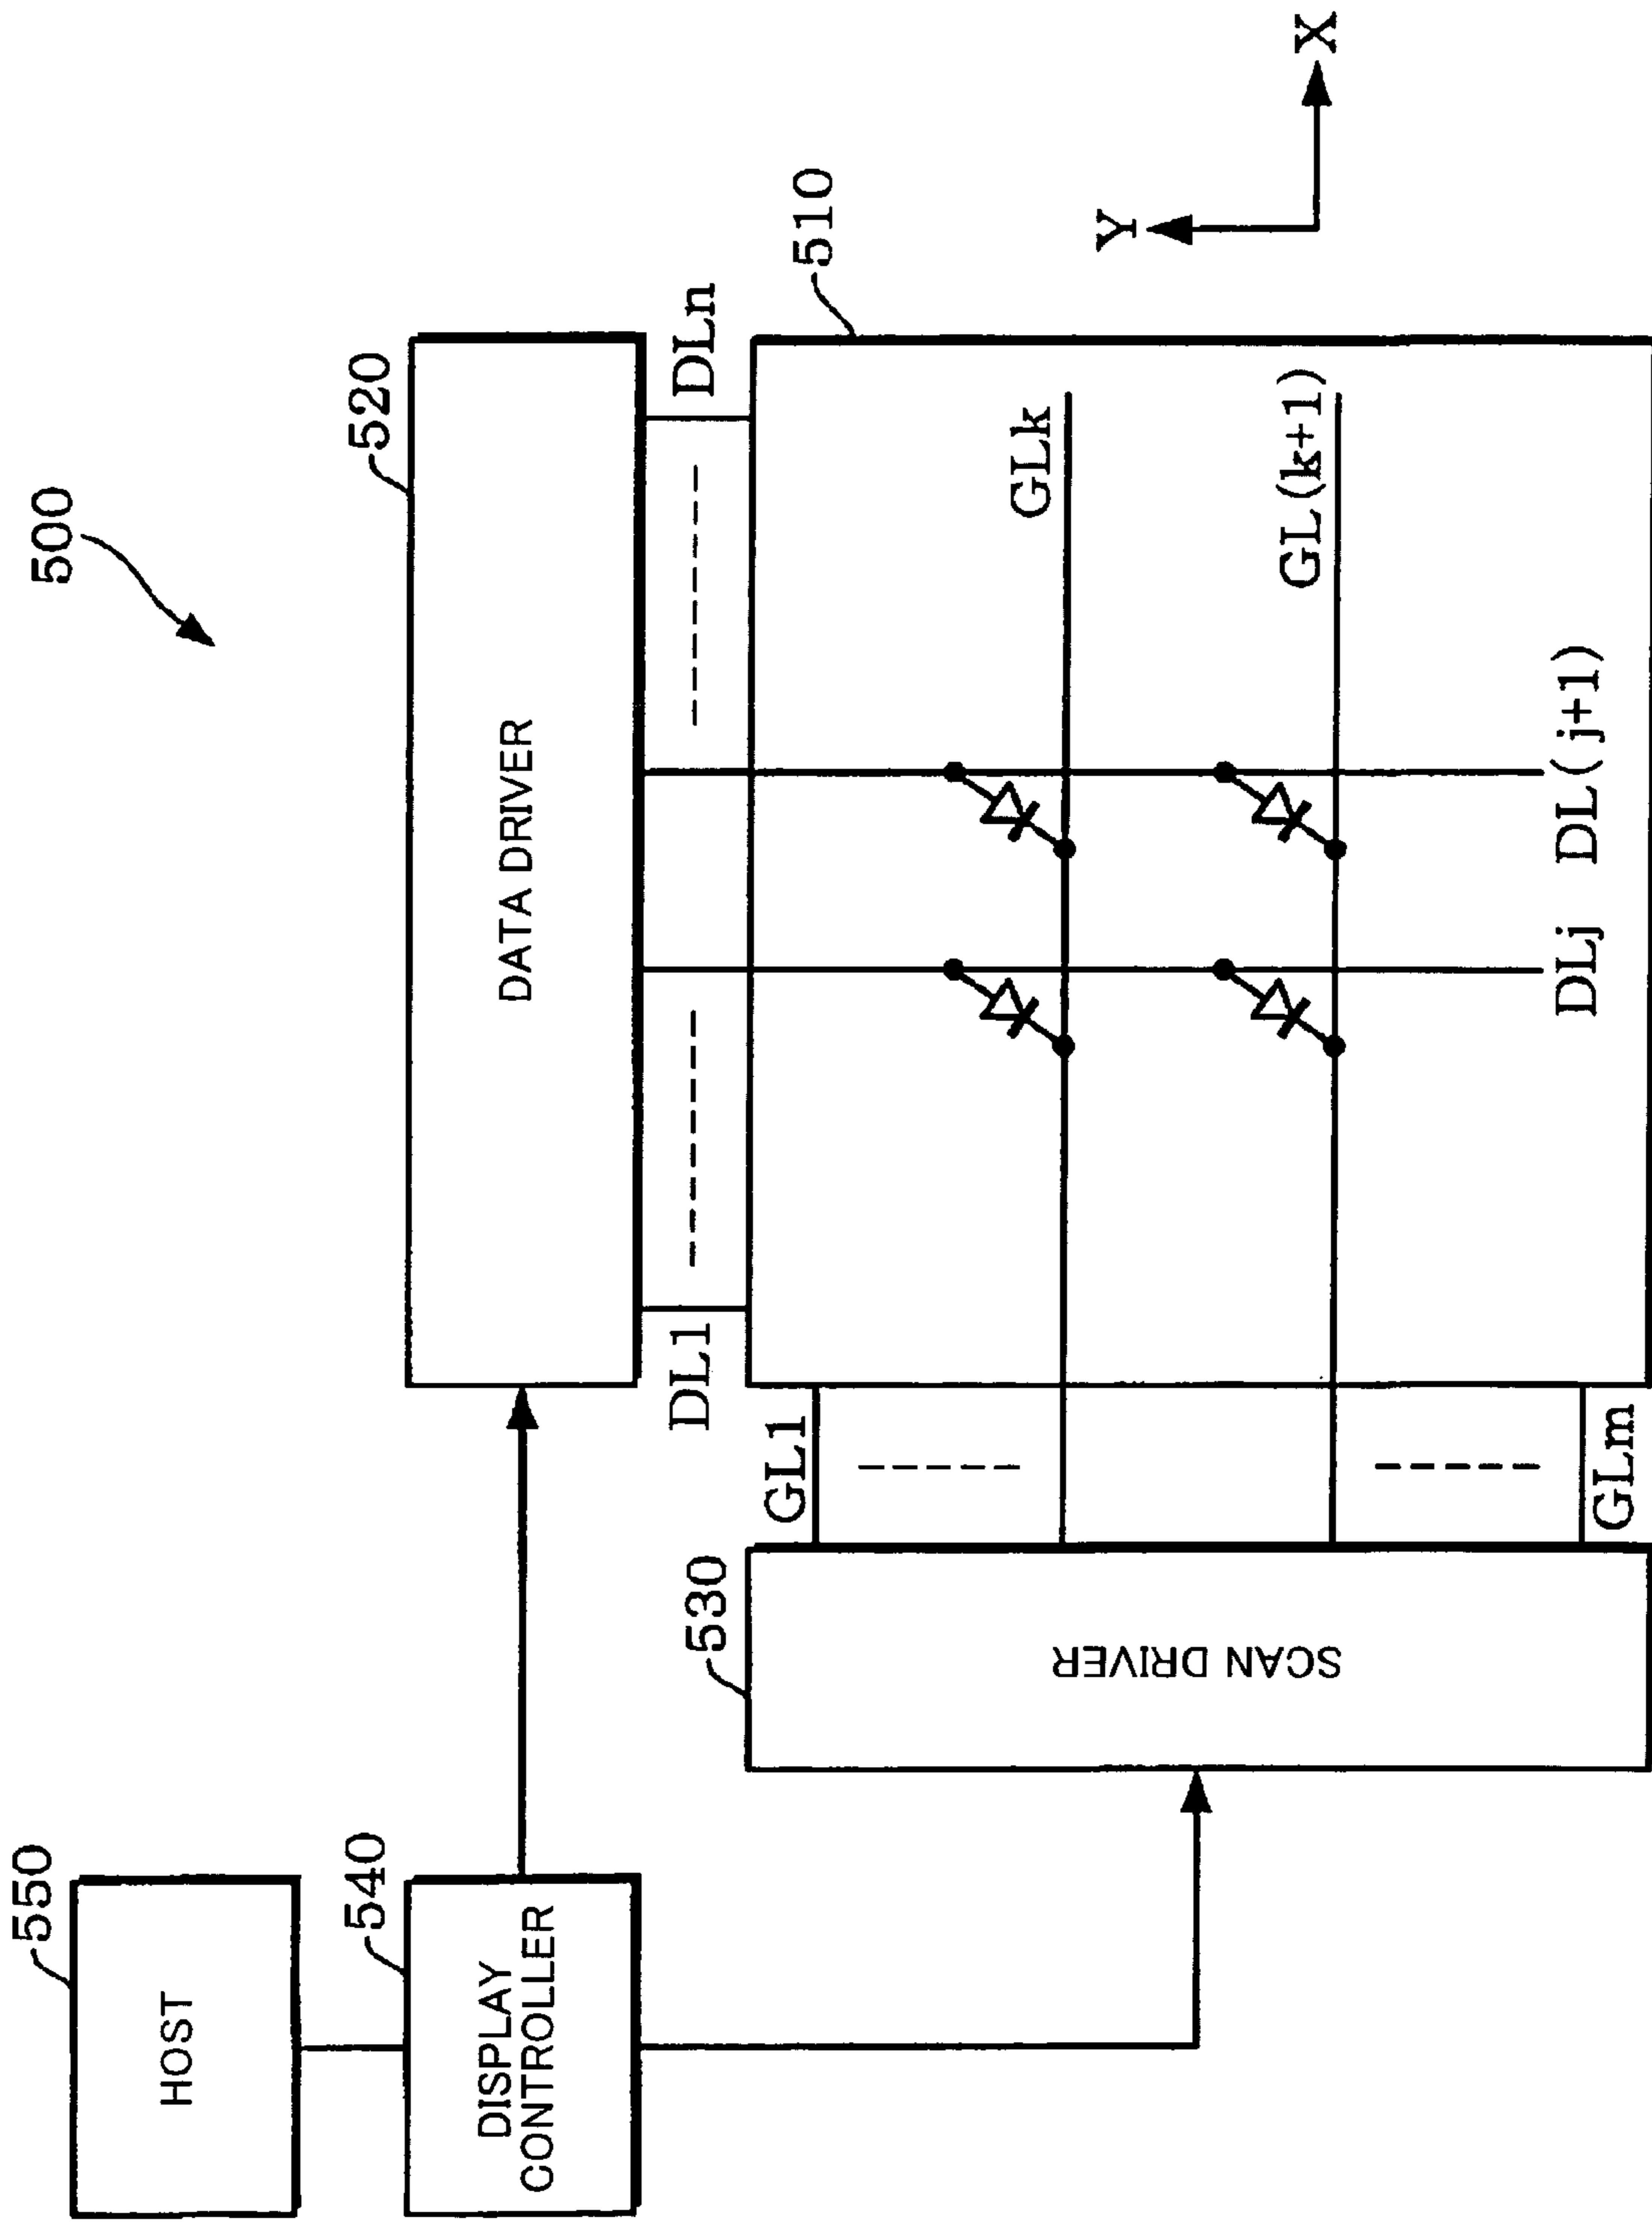 500
550
HOST
540
DISPLAY
CONTROLLER
520
DATA DRIVER
DL1
DLn
530
SCAN DRIVER
GL1
GLm
510
GLk
GL(k+1)
DLj
DL(j+1)
Y
X